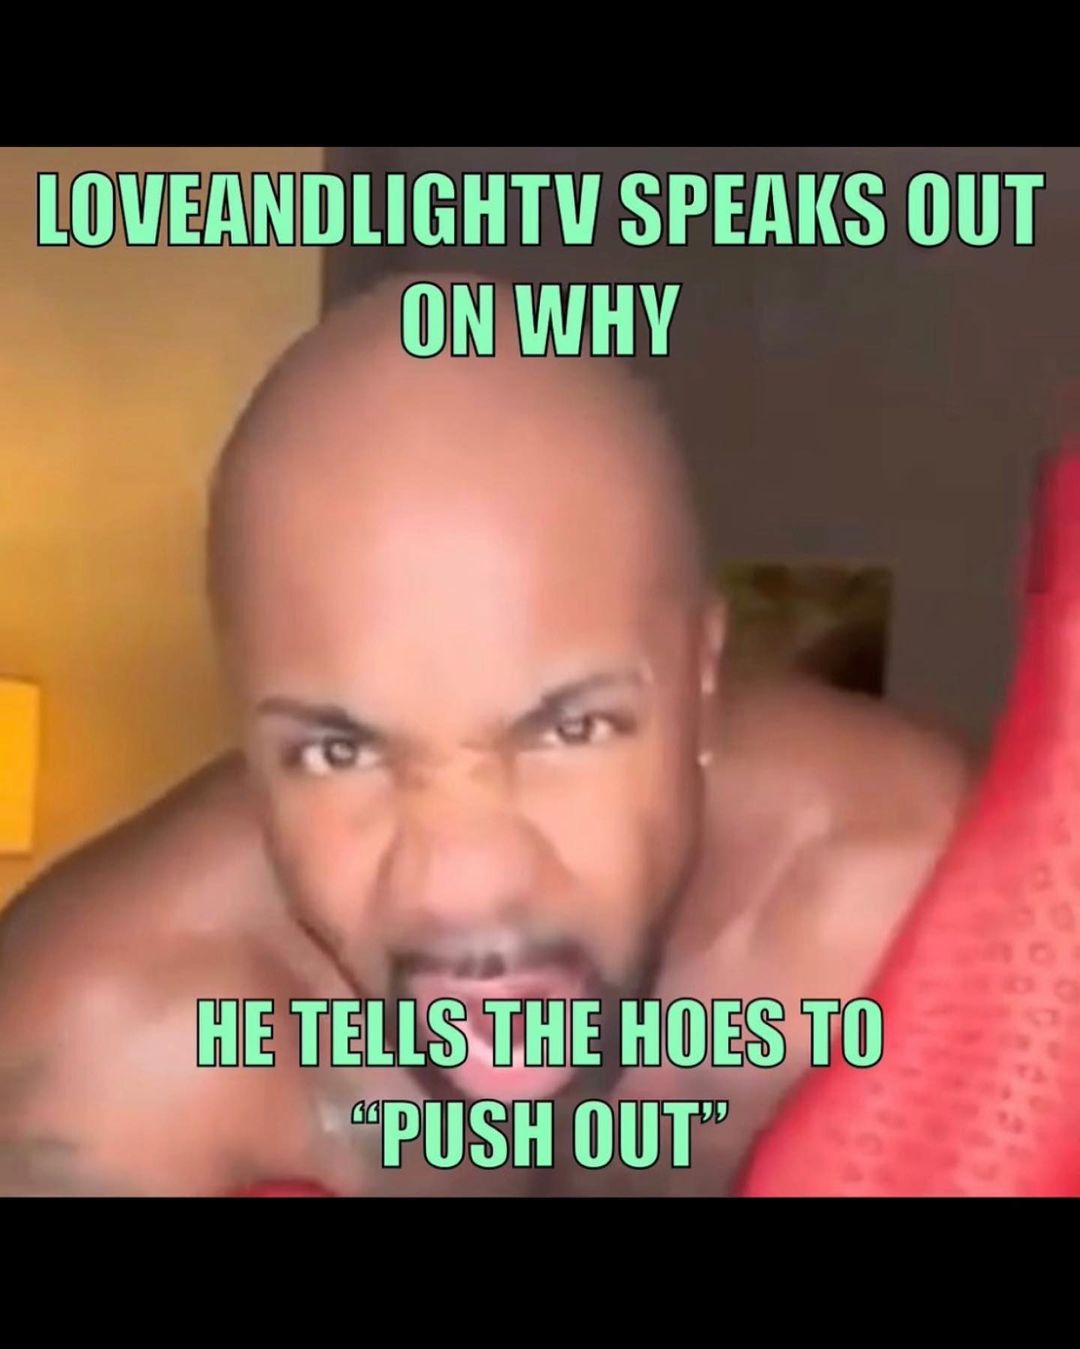 LOVEANDLIGHTV SPEAKS OUT
ON WHY
HE TELLS THE HOES TO
“PUSH OUT”